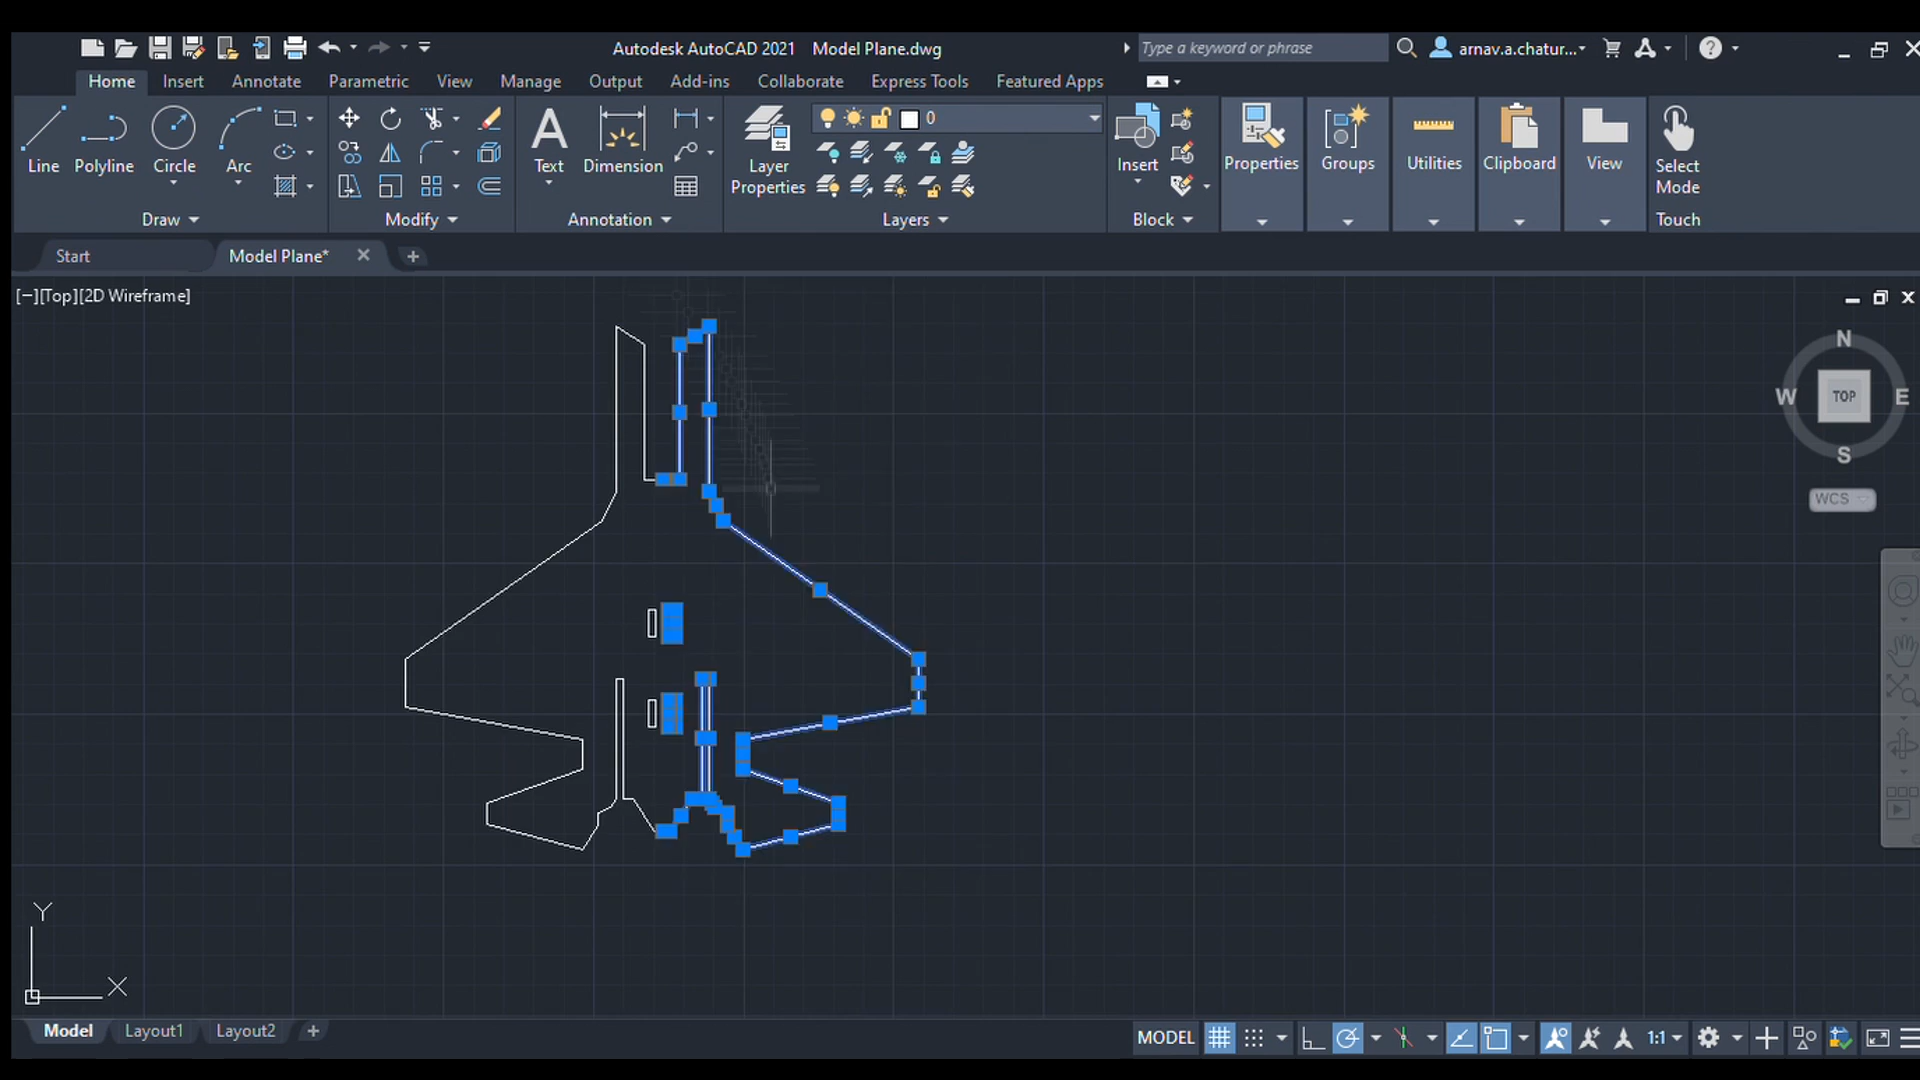 Autodesk AutoCAD 2021 Model Plane.dwg
Type a keyword or phrase
arnav.a.chatur...
Home Insert Annotate Parametric View Manage Output Add-ins Collaborate Express Tools Featured Apps
0
Line Polyline Circle Arc
Text Dimension
Layer Properties
Insert
Properties Groups Utilities Clipboard View
Select Mode
Draw Modify Annotation Layers Block Touch
Start Model Plane*
[−][Top][2D Wireframe]
N
W TOP E
S
WCS
Y
X
Model Layout1 Layout2
MODEL 1:1